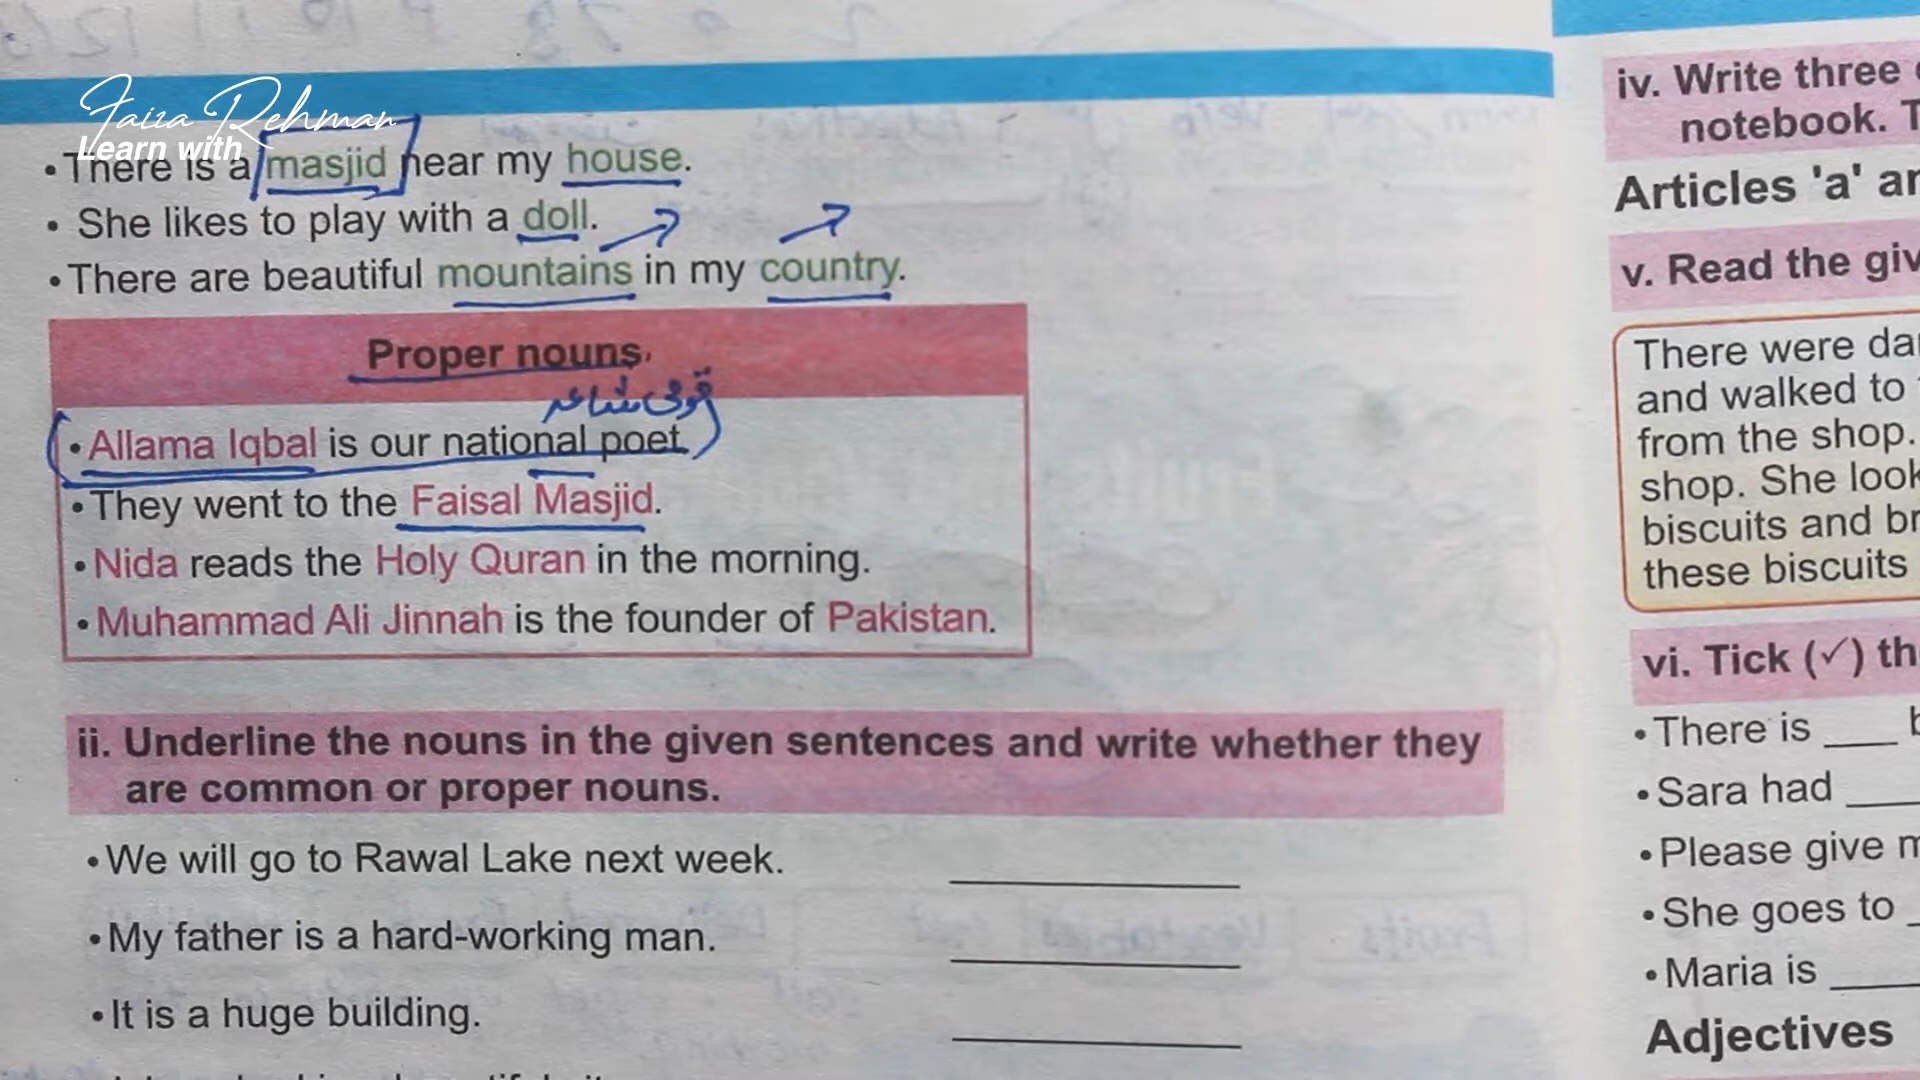 Faiza Rehman
Learn with
• There is a masjid near my house.
• She likes to play with a doll.
• There are beautiful mountains in my country.
Proper nouns
قومی شاعر
• Allama Iqbal is our national poet.
• They went to the Faisal Masjid.
• Nida reads the Holy Quran in the morning.
• Muhammad Ali Jinnah is the founder of Pakistan.
ii. Underline the nouns in the given sentences and write whether they
are common or proper nouns.
• We will go to Rawal Lake next week. ____
• My father is a hard-working man. ____
• It is a huge building. ____
iv. Write three
notebook.
Articles 'a'
v. Read the
There were
and walked to
from the shop.
shop. She
biscuits and
these biscuits
vi. Tick (✓)
• There is ____
• Sara had ____
• Please give
• She goes to
• Maria is ____
Adjectives